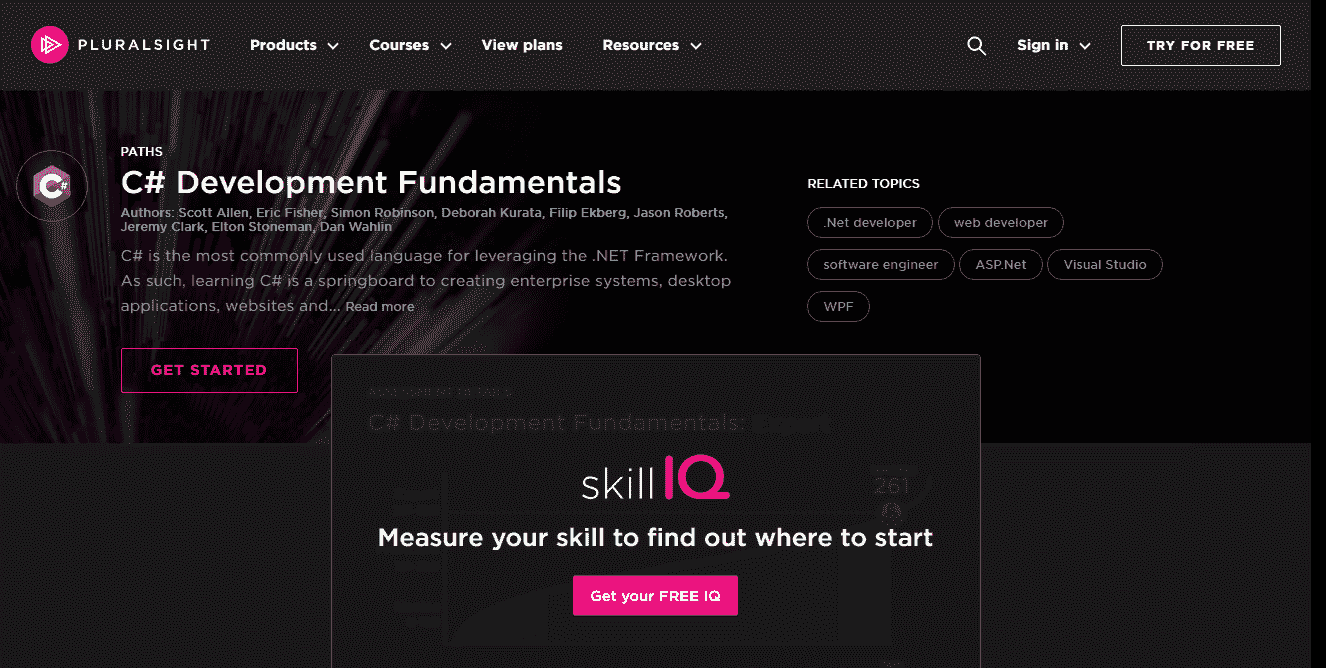 PLURALSIGHT
Products
Courses
View plans
Resources
Sign in
TRY FOR FREE
PATHS
C# Development Fundamentals
Authors: Scott Allen, Eric Fisher, Simon Robinson, Deborah Kurata, Filip Ekberg, Jason Roberts,
Jeremy Clark, Elton Stoneman, Dan Wahlin
C# is the most commonly used language for leveraging the .NET Framework.
As such, learning C# is a springboard to creating enterprise systems, desktop
applications, websites and... Read more
GET STARTED
RELATED TOPICS
.Net developer
web developer
software engineer
ASP.Net
Visual Studio
WPF
C#
C# Development Fundamentals:
261
skill IQ
Measure your skill to find out where to start
Get your FREE IQ